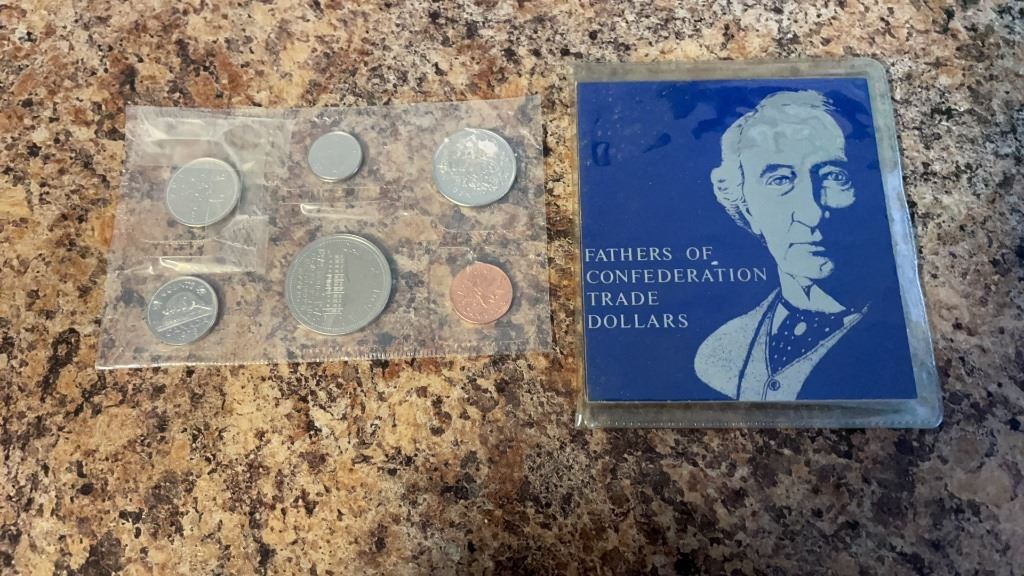 FATHERS OF
CONFEDERATION
TRADE
DOLLARS